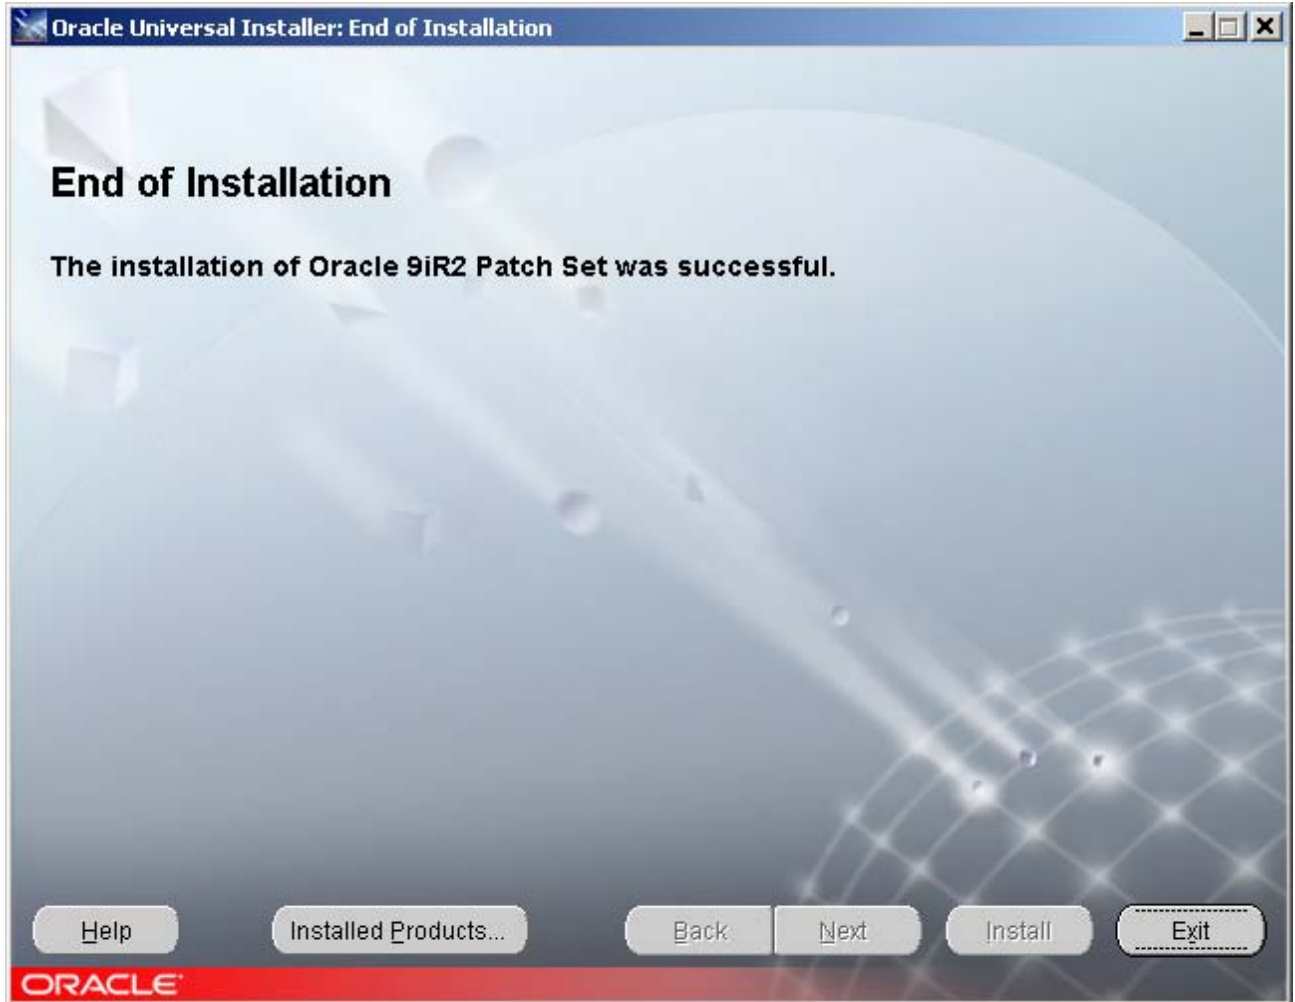 Oracle Universal Installer: End of Installation
End of Installation
The installation of Oracle 9iR2 Patch Set was successful.
Help Installed Products... Back Next Install Exit
ORACLE